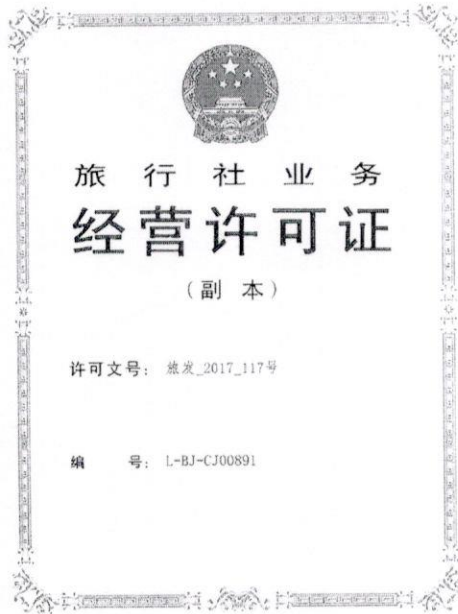 旅行社业务
经营许可证
(副本)
许可文号: 旅发_2017_117号
编 号: L-BJ-CJ00891